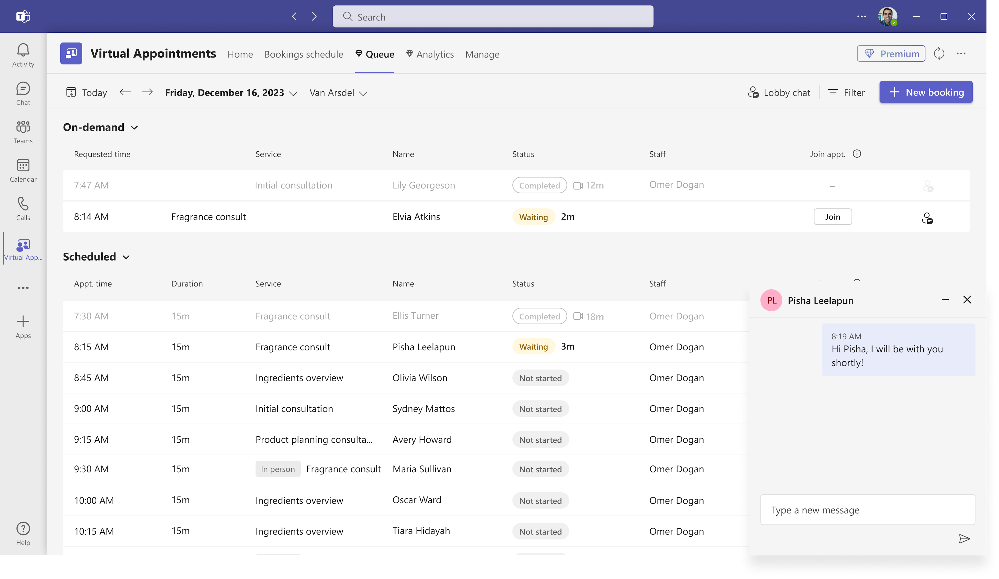 Search
Activity
Chat
Teams
Calendar
Calls
Virtual App...
Apps
Help
Virtual Appointments Home Bookings schedule Queue Analytics Manage Premium
Today Friday, December 16, 2023 Van Arsdel Lobby chat Filter New booking
On-demand
Requested time Service Name Status Staff Join appt.
7:47 AM Initial consultation Lily Georgeson Completed 12m Omer Dogan –
8:14 AM Fragrance consult Elvia Atkins Waiting 2m Join
Scheduled
Appt. time Duration Service Name Status Staff
7:30 AM 15m Fragrance consult Ellis Turner Completed 18m Omer Dogan
8:15 AM 15m Fragrance consult Pisha Leelapun Waiting 3m Omer Dogan
8:45 AM 15m Ingredients overview Olivia Wilson Not started Omer Dogan
9:00 AM 15m Initial consultation Sydney Mattos Not started Omer Dogan
9:15 AM 15m Product planning consulta... Avery Howard Not started Omer Dogan
9:30 AM 15m In person Fragrance consult Maria Sullivan Not started Omer Dogan
10:00 AM 15m Ingredients overview Oscar Ward Not started Omer Dogan
10:15 AM 15m Ingredients overview Tiara Hidayah Not started Omer Dogan
PL Pisha Leelapun
8:19 AM
Hi Pisha, I will be with you
shortly!
Type a new message